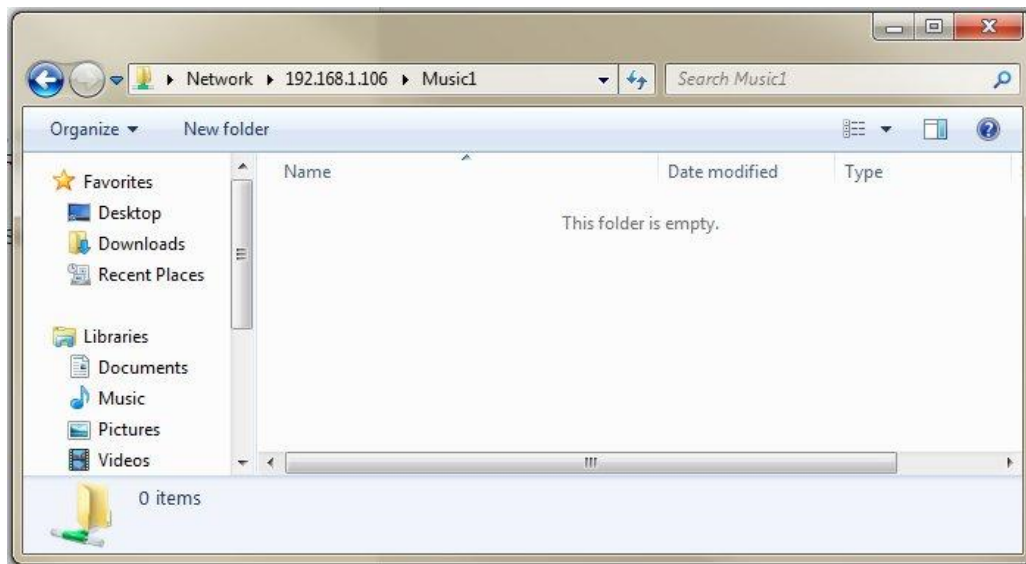 Network 192.168.1.106 Music1 Search Music1
Organize New folder
Name Date modified Type
This folder is empty.
Favorites
Desktop
Downloads
Recent Places
Libraries
Documents
Music
Pictures
Videos
0 items